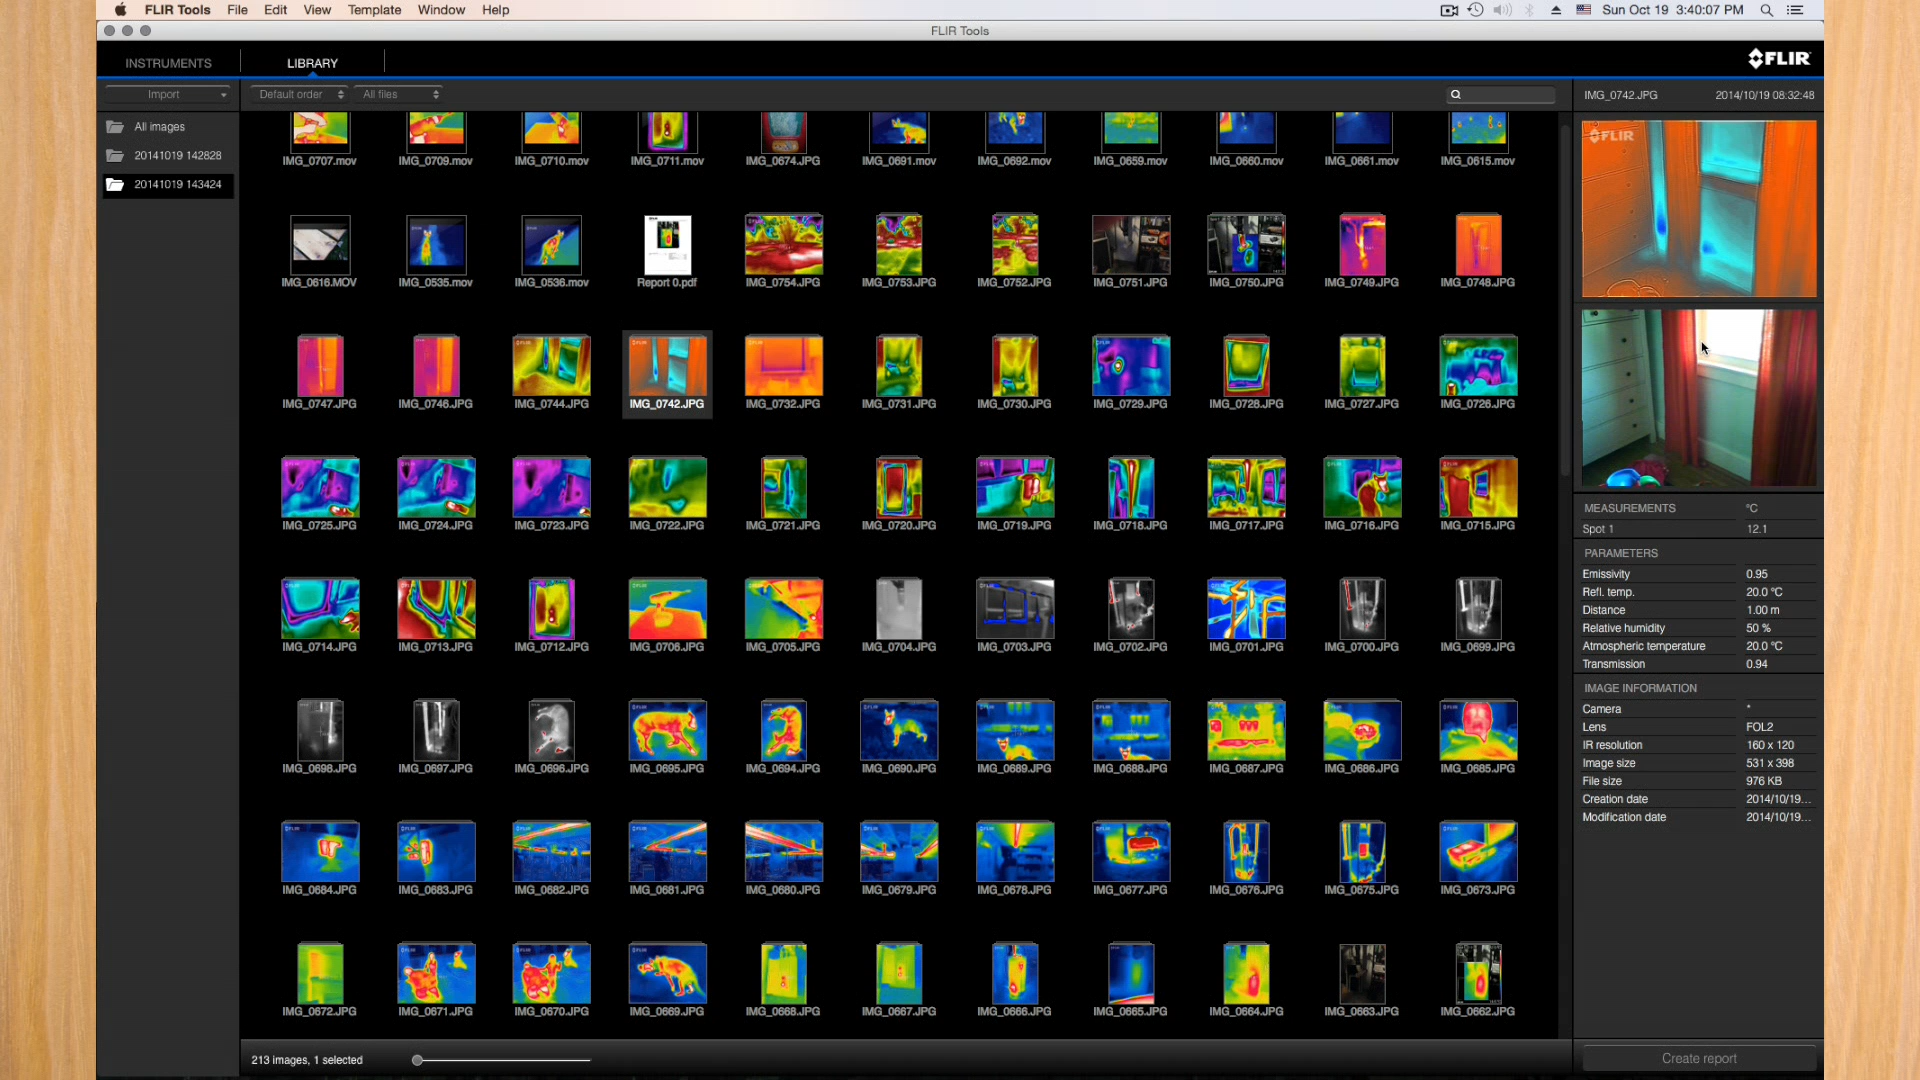 FLIR Tools File Edit View Template Window Help Sun Oct 19 3:40:07 PM
FLIR Tools
INSTRUMENTS LIBRARY FLIR
Import Default order All files IMG_0742.JPG 2014/10/19 08:32:48
All images
20141019 142828
20141019 143424
IMG_0707.mov IMG_0709.mov IMG_0710.mov IMG_0711.mov IMG_0674.JPG IMG_0691.mov IMG_0692.mov IMG_0659.mov IMG_0660.mov IMG_0661.mov IMG_0615.mov
IMG_0616.MOV IMG_0535.mov IMG_0536.mov Report 0.pdf IMG_0754.JPG IMG_0753.JPG IMG_0752.JPG IMG_0751.JPG IMG_0750.JPG IMG_0749.JPG IMG_0748.JPG
IMG_0747.JPG IMG_0746.JPG IMG_0744.JPG IMG_0742.JPG IMG_0732.JPG IMG_0731.JPG IMG_0730.JPG IMG_0729.JPG IMG_0728.JPG IMG_0727.JPG IMG_0726.JPG
IMG_0725.JPG IMG_0724.JPG IMG_0723.JPG IMG_0722.JPG IMG_0721.JPG IMG_0720.JPG IMG_0719.JPG IMG_0718.JPG IMG_0717.JPG IMG_0716.JPG IMG_0715.JPG
IMG_0714.JPG IMG_0713.JPG IMG_0712.JPG IMG_0706.JPG IMG_0705.JPG IMG_0704.JPG IMG_0703.JPG IMG_0702.JPG IMG_0701.JPG IMG_0700.JPG IMG_0699.JPG
IMG_0698.JPG IMG_0697.JPG IMG_0696.JPG IMG_0695.JPG IMG_0694.JPG IMG_0690.JPG IMG_0689.JPG IMG_0688.JPG IMG_0687.JPG IMG_0686.JPG IMG_0685.JPG
IMG_0684.JPG IMG_0683.JPG IMG_0682.JPG IMG_0681.JPG IMG_0680.JPG IMG_0679.JPG IMG_0678.JPG IMG_0677.JPG IMG_0676.JPG IMG_0675.JPG IMG_0673.JPG
IMG_0672.JPG IMG_0671.JPG IMG_0670.JPG IMG_0669.JPG IMG_0668.JPG IMG_0667.JPG IMG_0666.JPG IMG_0665.JPG IMG_0664.JPG IMG_0663.JPG IMG_0662.JPG
213 images, 1 selected
FLIR
MEASUREMENTS °C
Spot 1 12.1
PARAMETERS
Emissivity 0.95
Refl. temp. 20.0 °C
Distance 1.00 m
Relative humidity 50 %
Atmospheric temperature 20.0 °C
Transmission 0.94
IMAGE INFORMATION
Camera *
Lens FOL2
IR resolution 160 x 120
Image size 531 x 398
File size 976 KB
Creation date 2014/10/19...
Modification date 2014/10/19...
Create report